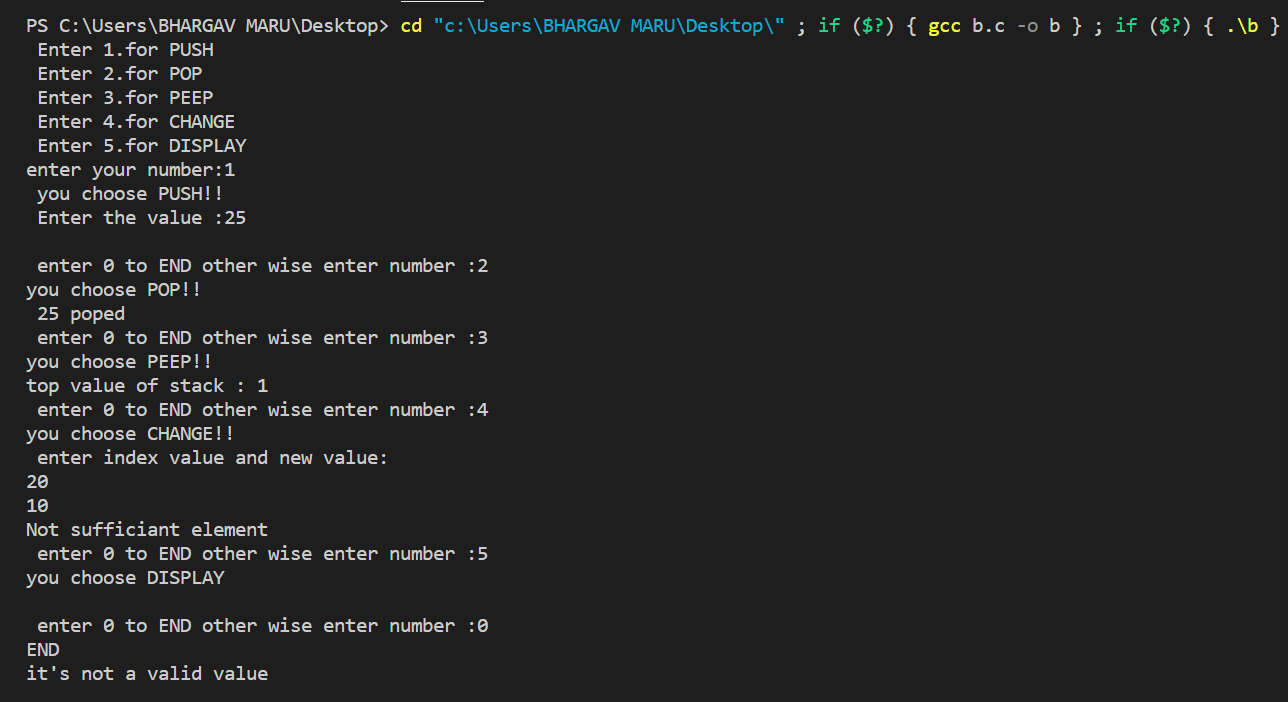 PS C:\Users\BHARGAV MARU\Desktop> cd "c:\Users\BHARGAV MARU\Desktop\" ; if ($?) { gcc b.c -o b } ; if ($?) { .\b }
Enter 1.for PUSH
Enter 2.for POP
Enter 3.for PEEP
Enter 4.for CHANGE
Enter 5.for DISPLAY
enter your number:1
you choose PUSH!!
Enter the value :25
enter 0 to END other wise enter number :2
you choose POP!!
25 poped
enter 0 to END other wise enter number :3
you choose PEEP!!
top value of stack : 1
enter 0 to END other wise enter number :4
you choose CHANGE!!
enter index value and new value:
20
10
Not sufficiant element
enter 0 to END other wise enter number :5
you choose DISPLAY
enter 0 to END other wise enter number :0
END
it's not a valid value